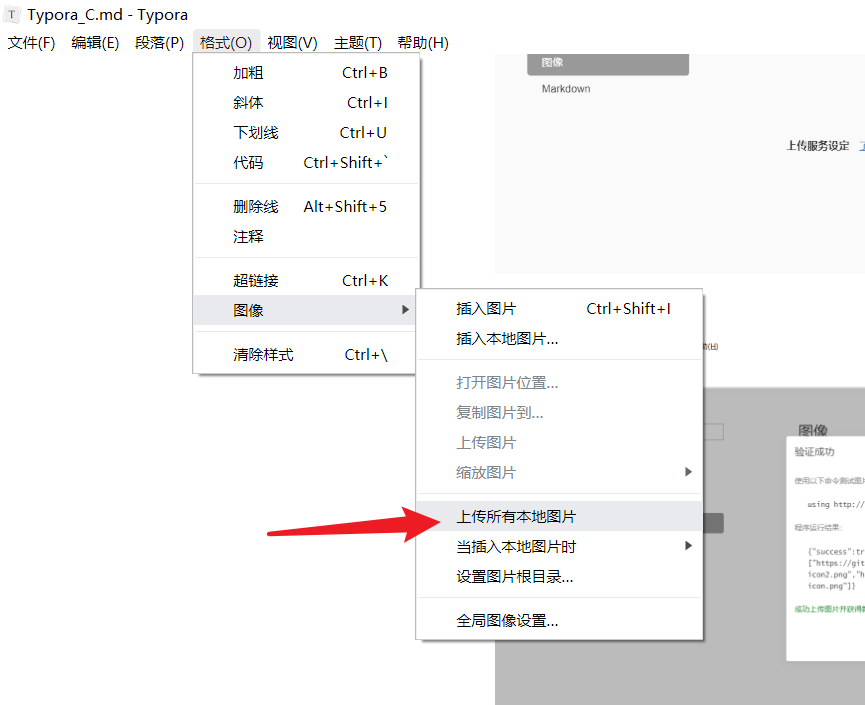 T Typora_C.md - Typora
文件(F) 编辑(E) 段落(P) 格式(O) 视图(V) 主题(T) 帮助(H)
加粗 Ctrl+B
斜体 Ctrl+I
下划线 Ctrl+U
代码 Ctrl+Shift+`
删除线 Alt+Shift+5
注释
超链接 Ctrl+K
图像
清除样式 Ctrl+\
插入图片 Ctrl+Shift+I
插入本地图片...
打开图片位置...
复制图片到...
上传图片
缩放图片
上传所有本地图片
当插入本地图片时
设置图片根目录...
全局图像设置...
图像
Markdown
上传服务设定
图像
验证成功
使用以下命令测试图片
using http://
程序运行结果:
{"success":tr
["https://git
icon2.png","h
icon.png"]}
成功上传图片并获得